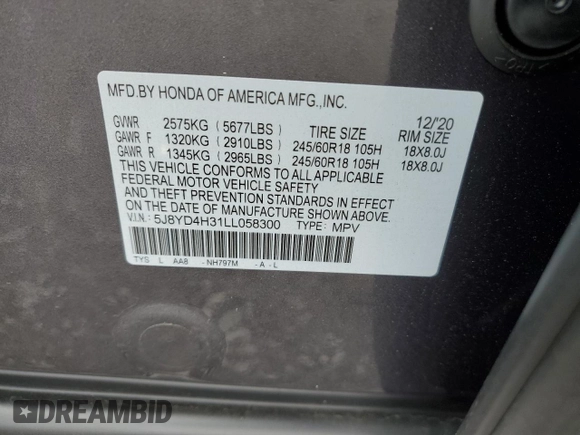 MFD.BY HONDA OF AMERICA MFG.,INC.
12/'20
GVWR 2575KG ( 5677LBS ) TIRE SIZE RIM SIZE
GAWR F 1320KG ( 2910LBS ) 245/60R18 105H 18X8.0J
GAWR R 1345KG ( 2965LBS ) 245/60R18 105H 18X8.0J
THIS VEHICLE CONFORMS TO ALL APPLICABLE
FEDERAL MOTOR VEHICLE SAFETY
AND THEFT PREVENTION STANDARDS IN EFFECT
ON THE DATE OF MANUFACTURE SHOWN ABOVE.
V.I.N.: 5J8YD4H31LL058300 TYPE: MPV
TYS L AA8 -NH797M -A-L
DREAMBID